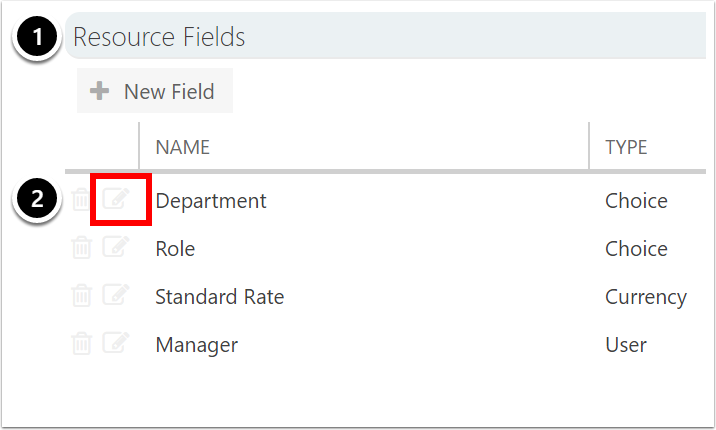 1 Resource Fields
New Field
NAME TYPE
2 Department Choice
Role Choice
Standard Rate Currency
Manager User